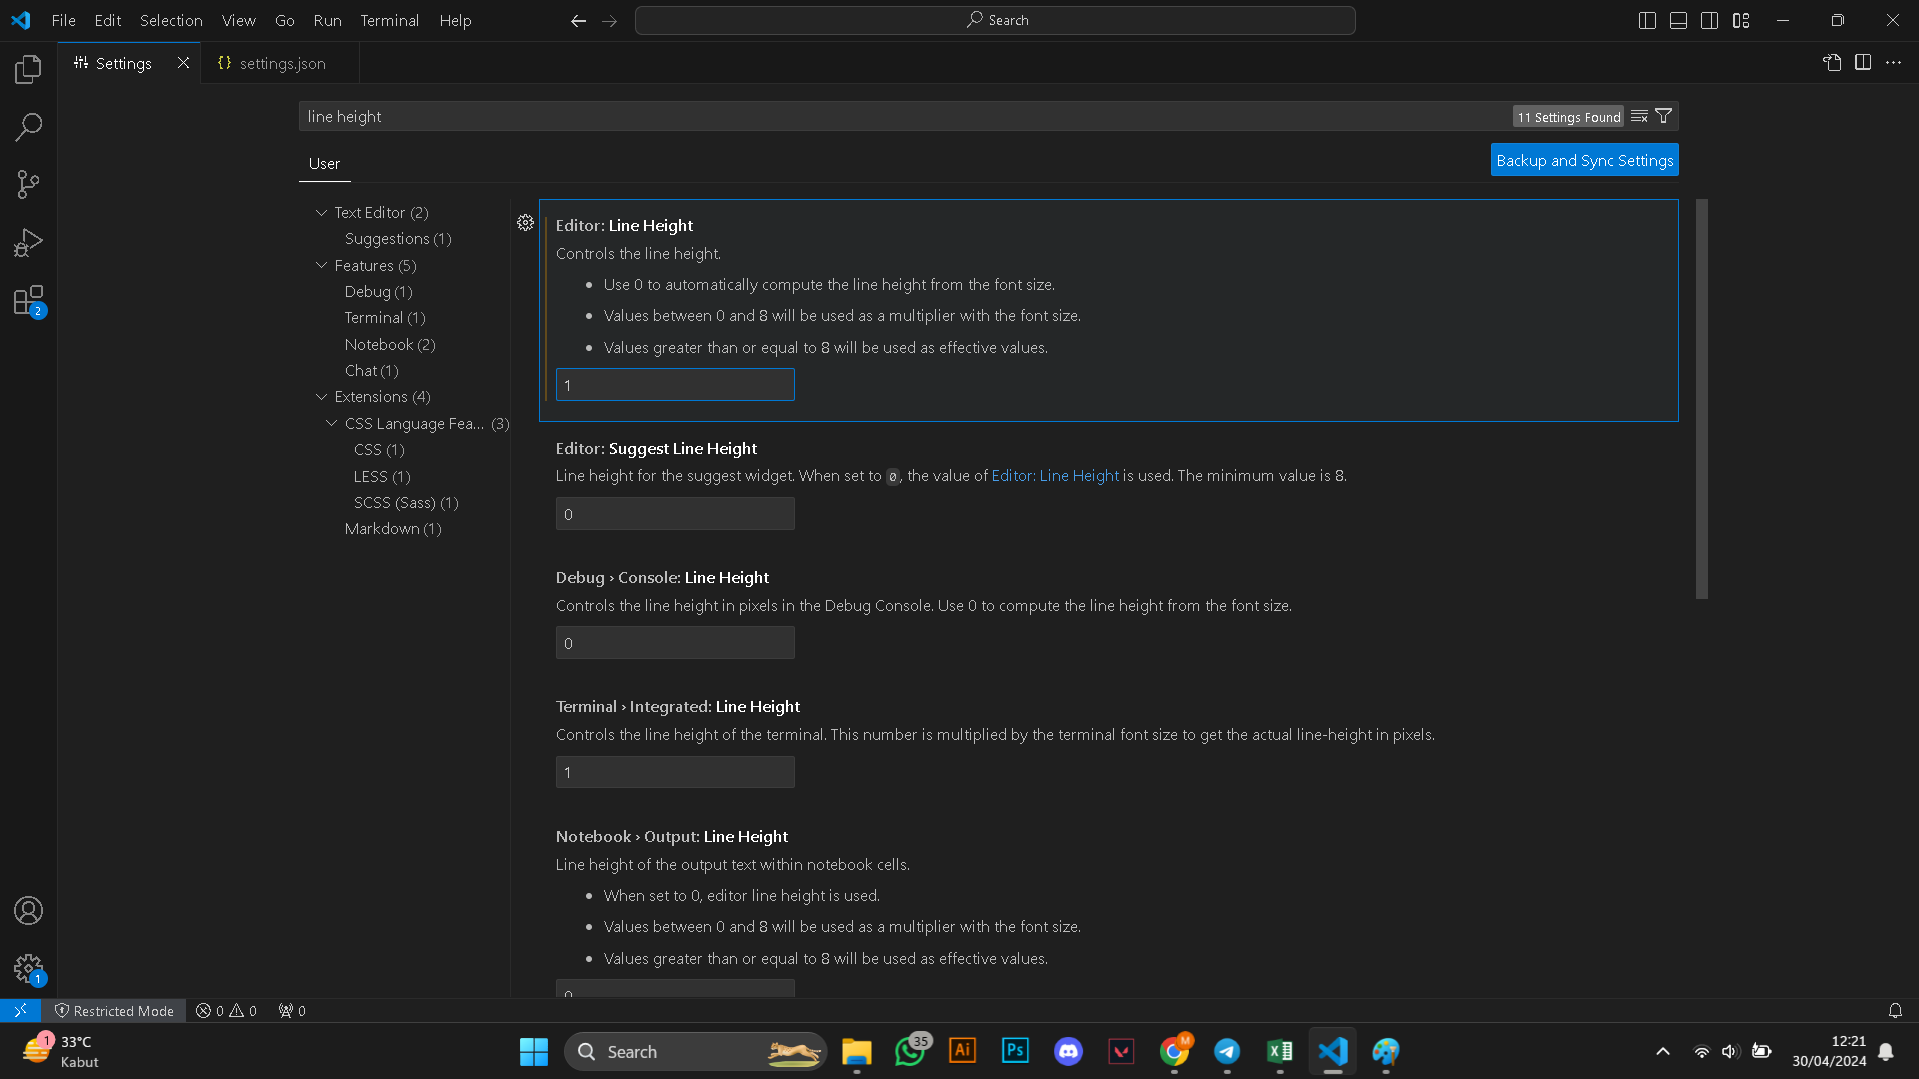 File Edit Selection View Go Run Terminal Help
Search
Settings
{} settings.json
line height
11 Settings Found
User
Backup and Sync Settings
Text Editor (2)
Suggestions (1)
Features (5)
Debug (1)
Terminal (1)
Notebook (2)
Chat (1)
Extensions (4)
CSS Language Fea... (3)
CSS (1)
LESS (1)
SCSS (Sass) (1)
Markdown (1)
Editor: Line Height
Controls the line height.
• Use 0 to automatically compute the line height from the font size.
• Values between 0 and 8 will be used as a multiplier with the font size.
• Values greater than or equal to 8 will be used as effective values.
1
Editor: Suggest Line Height
Line height for the suggest widget. When set to 0, the value of Editor: Line Height is used. The minimum value is 8.
0
Debug › Console: Line Height
Controls the line height in pixels in the Debug Console. Use 0 to compute the line height from the font size.
0
Terminal › Integrated: Line Height
Controls the line height of the terminal. This number is multiplied by the terminal font size to get the actual line-height in pixels.
1
Notebook › Output: Line Height
Line height of the output text within notebook cells.
• When set to 0, editor line height is used.
• Values between 0 and 8 will be used as a multiplier with the font size.
• Values greater than or equal to 8 will be used as effective values.
0
2
1
Restricted Mode 0 0 0
1
33°C
Kabut
Search
35
Ai
Ps
M
12:21
30/04/2024